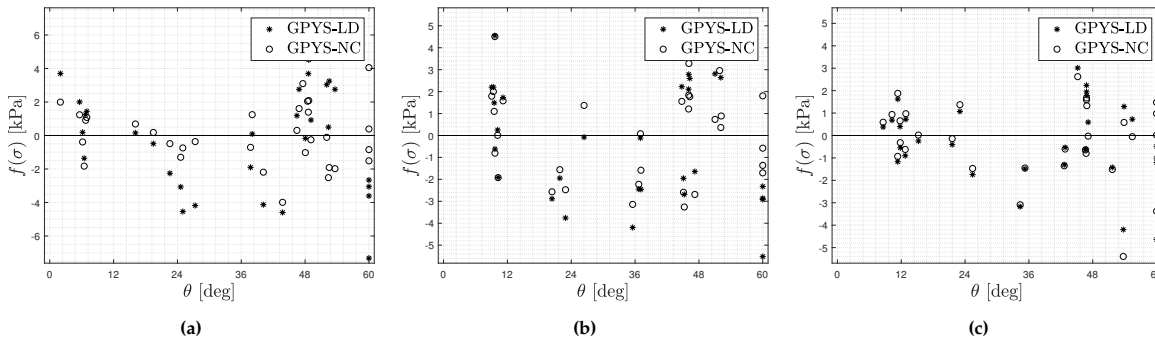 GPYS-LD
GPYS-NC
6
4
2
0
-2
-4
-6
f(σ) [kPa]
0 12 24 36 48 60
θ [deg]
(a)
GPYS-LD
GPYS-NC
5
4
3
2
1
0
-1
-2
-3
-4
-5
f(σ) [kPa]
0 12 24 36 48 60
θ [deg]
(b)
GPYS-LD
GPYS-NC
5
4
3
2
1
0
-1
-2
-3
-4
-5
f(σ) [kPa]
0 12 24 36 48 60
θ [deg]
(c)